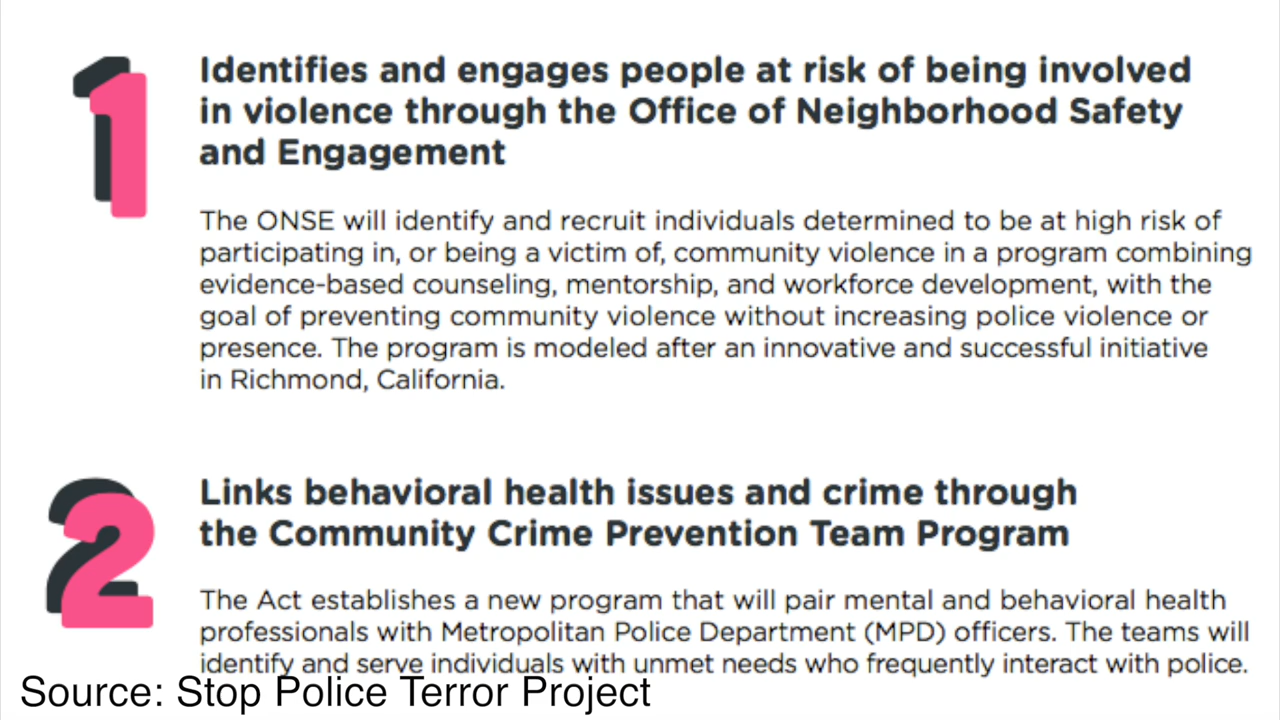 1
Identifies and engages people at risk of being involved
in violence through the Office of Neighborhood Safety
and Engagement
The ONSE will identify and recruit individuals determined to be at high risk of
participating in, or being a victim of, community violence in a program combining
evidence-based counseling, mentorship, and workforce development, with the
goal of preventing community violence without increasing police violence or
presence. The program is modeled after an innovative and successful initiative
in Richmond, California.
2
Links behavioral health issues and crime through
the Community Crime Prevention Team Program
The Act establishes a new program that will pair mental and behavioral health
professionals with Metropolitan Police Department (MPD) officers. The teams will
identify and serve individuals with unmet needs who frequently interact with police.
Source: Stop Police Terror Project